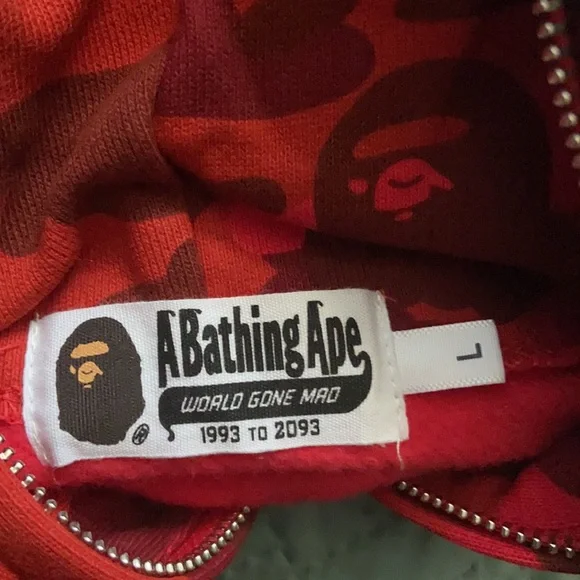 A Bathing Ape
WORLD GONE MAD
1993 TO 2093
L